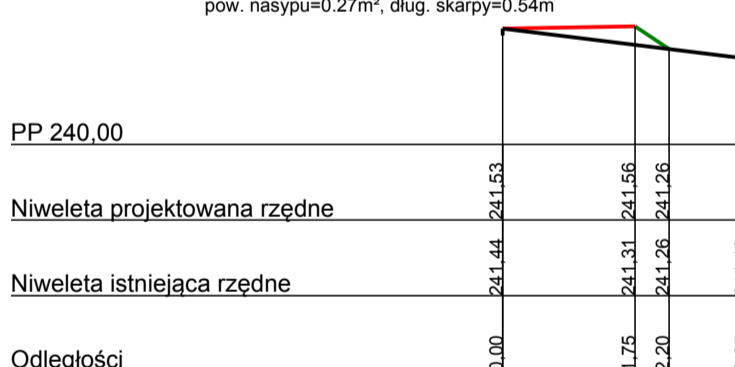 pow. nasypu=0.27m², dług. skarpy=0.54m
PP 240,00
Niweleta projektowana rzędne 241,53 241,56 241,26
Niweleta istniejąca rzędne 241,44 241,31 241,26
Odległości